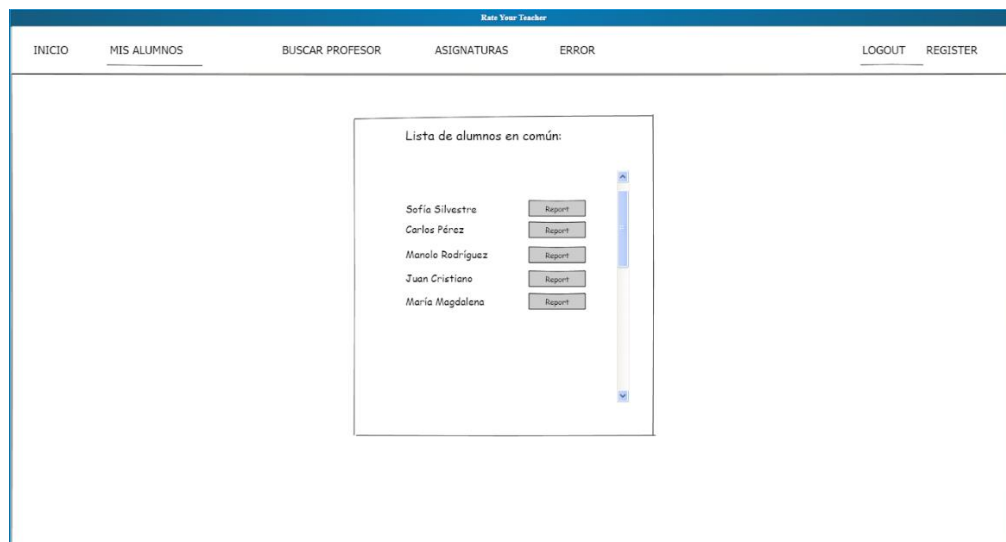 Rate Your Teacher
INICIO MIS ALUMNOS BUSCAR PROFESOR ASIGNATURAS ERROR LOGOUT REGISTER
Lista de alumnos en común:
Sofía Silvestre Report
Carlos Pérez Report
Manolo Rodríguez Report
Juan Cristiano Report
María Magdalena Report